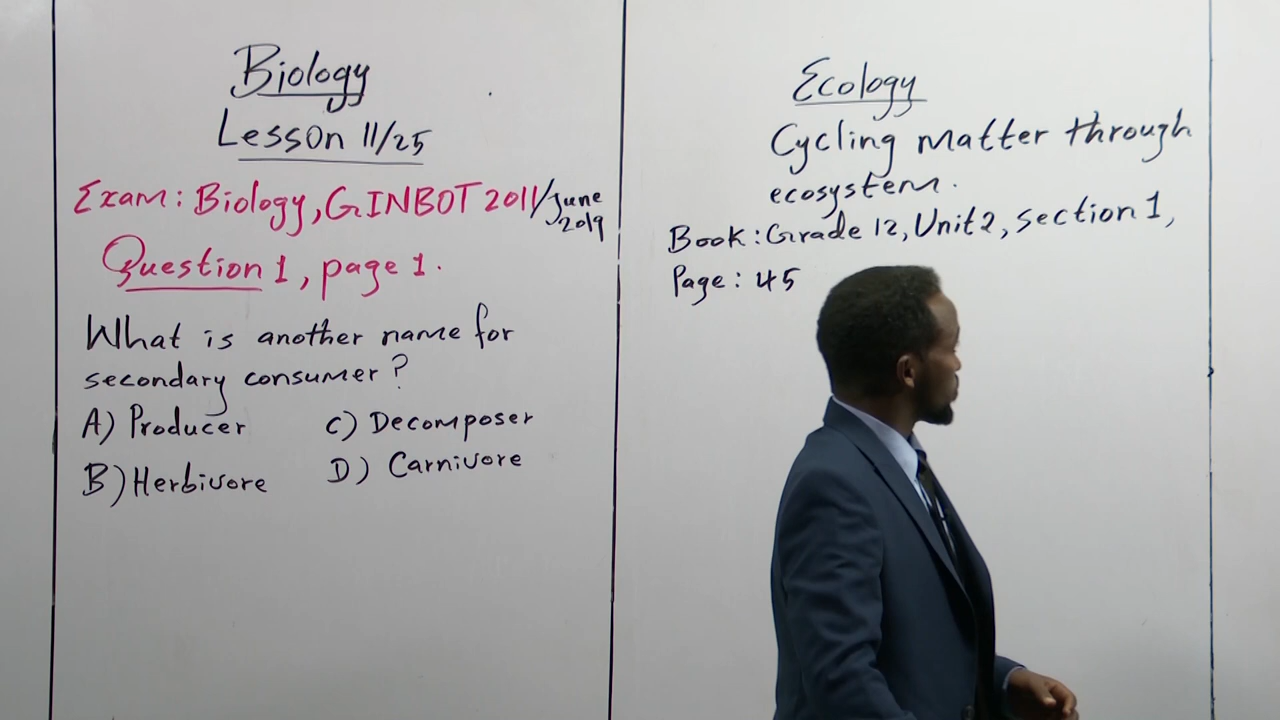 Biology
Lesson 11/25
Exam: Biology, GINBOT 2011/June 2019
Question 1, page 1.
What is another name for
secondary consumer?
A) Producer
B) Herbivore
C) Decomposer
D) Carnivore
Ecology
Cycling matter through
ecosystem.
Book: Grade 12, Unit 2, section 1,
Page: 45